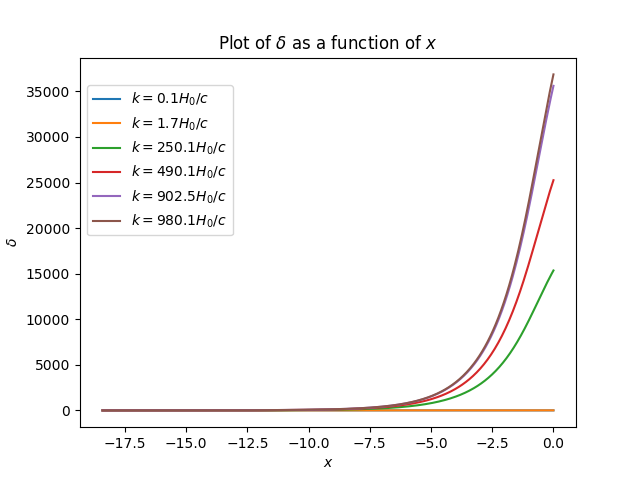 Plot of δ as a function of x
k = 0.1H₀/c
k = 1.7H₀/c
k = 250.1H₀/c
k = 490.1H₀/c
k = 902.5H₀/c
k = 980.1H₀/c
35000
30000
25000
20000
15000
10000
5000
0
δ
−17.5 −15.0 −12.5 −10.0 −7.5 −5.0 −2.5 0.0
x